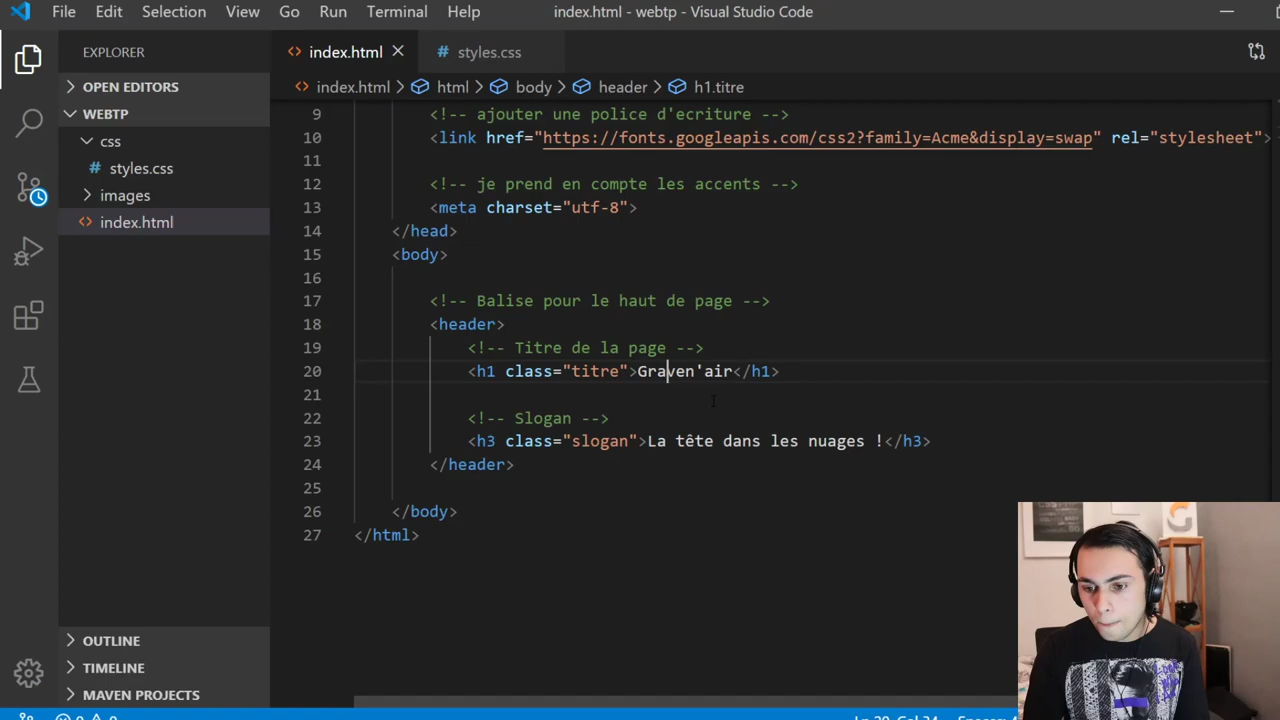 File Edit Selection View Go Run Terminal Help index.html - webtp - Visual Studio Code
EXPLORER
index.html
# styles.css
OPEN EDITORS
WEBTP
css
# styles.css
images
index.html
OUTLINE
TIMELINE
MAVEN PROJECTS
index.html > html > body > header > h1.titre
9 <!-- ajouter une police d'ecriture -->
10 <link href="https://fonts.googleapis.com/css2?family=Acme&display=swap" rel="stylesheet">
11
12 <!-- je prend en compte les accents -->
13 <meta charset="utf-8">
14 </head>
15 <body>
16
17 <!-- Balise pour le haut de page -->
18 <header>
19 <!-- Titre de la page -->
20 <h1 class="titre">Graven'air</h1>
21
22 <!-- Slogan -->
23 <h3 class="slogan">La tête dans les nuages !</h3>
24 </header>
25
26 </body>
27 </html>